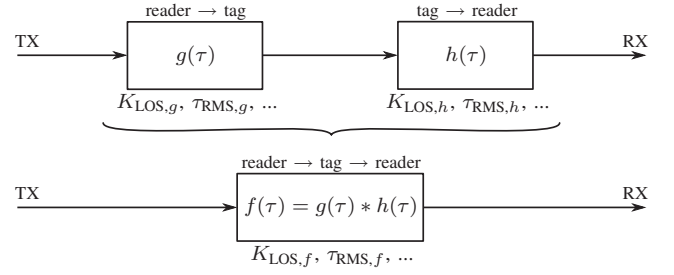 reader → tag
tag → reader
TX
g(τ)
h(τ)
RX
K_LOS,g, τ_RMS,g, ...
K_LOS,h, τ_RMS,h, ...
reader → tag → reader
TX
f(τ) = g(τ) * h(τ)
RX
K_LOS,f, τ_RMS,f, ...